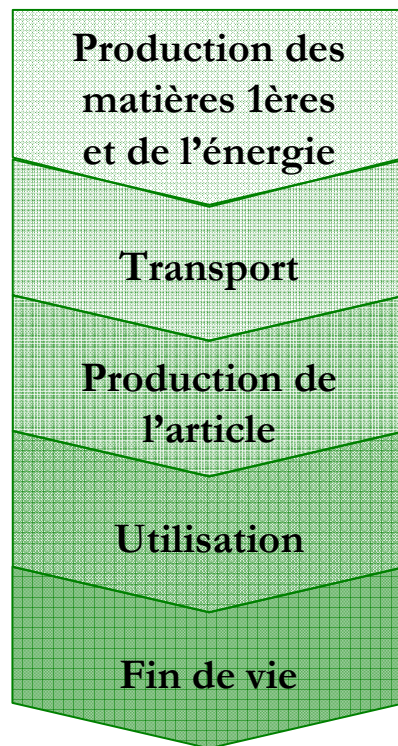 Production des
matières 1ères
et de l’énergie
Transport
Production de
l’article
Utilisation
Fin de vie